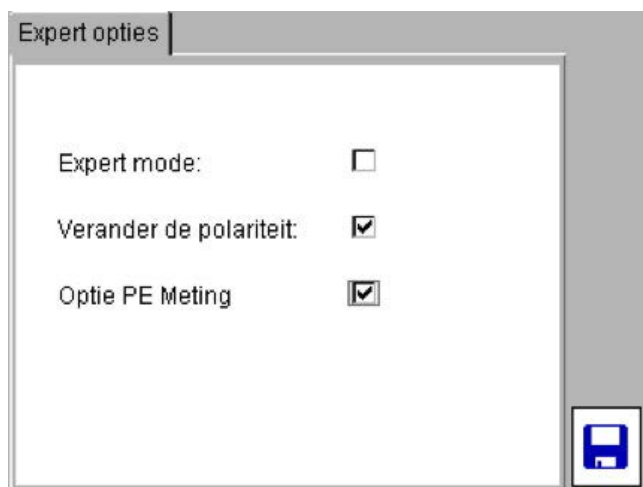 Expert opties
Expert mode:
Verander de polariteit:
Optie PE Meting